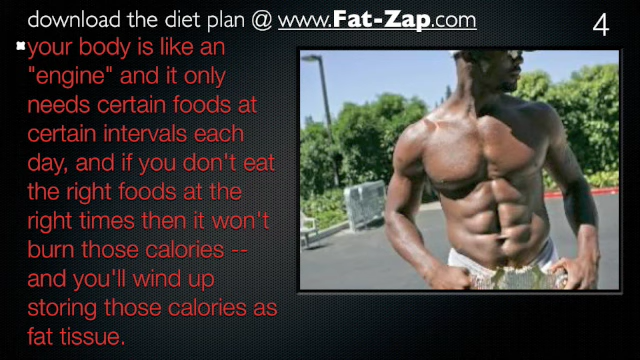 download the diet plan @ www.Fat-Zap.com
4
your body is like an
"engine" and it only
needs certain foods at
certain intervals each
day, and if you don't eat
the right foods at the
right times then it won't
burn those calories --
and you'll wind up
storing those calories as
fat tissue.